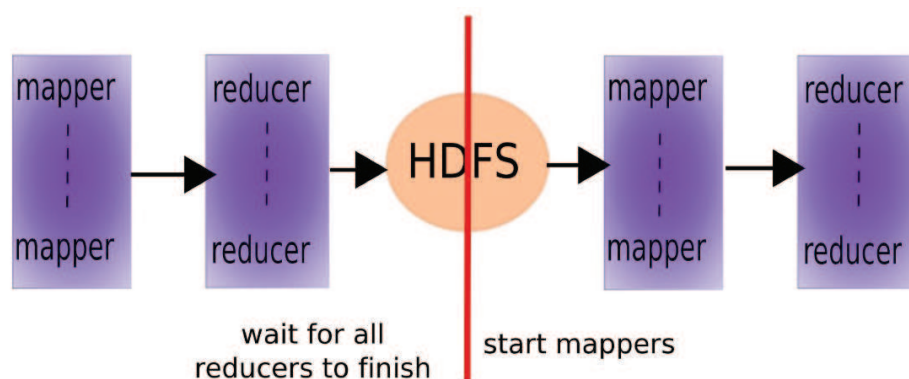 mapper
mapper
reducer
reducer
HDFS
mapper
mapper
reducer
reducer
wait for all
reducers to finish
start mappers